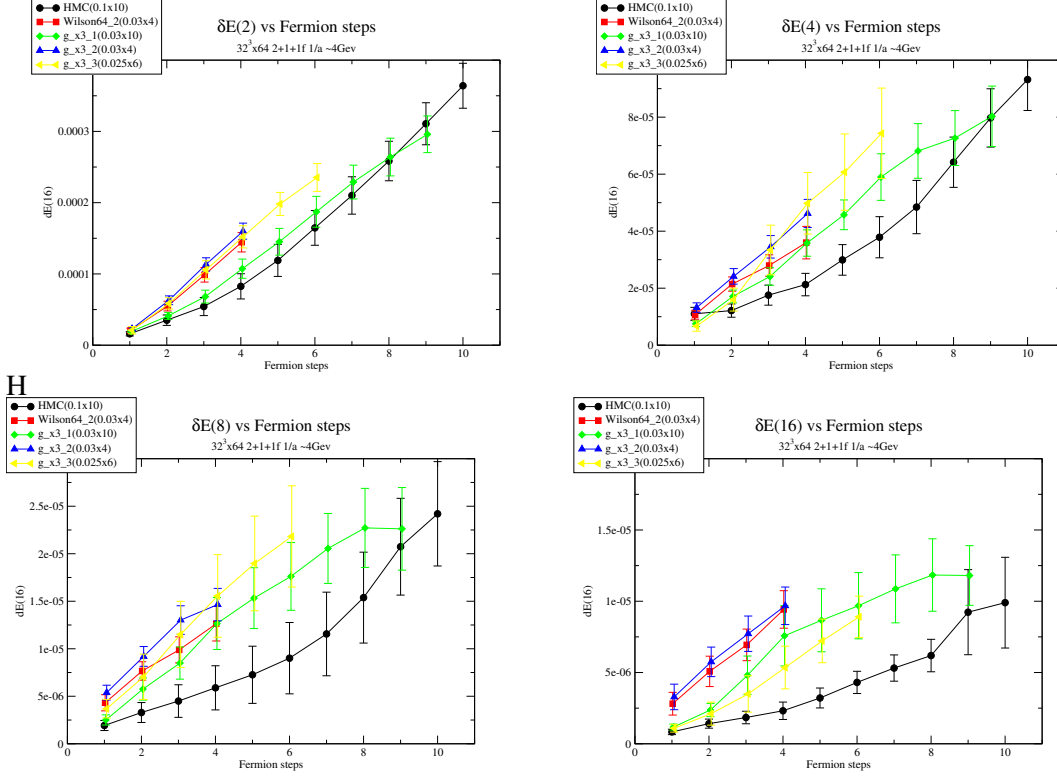 HMC(0.1x10)
Wilson64_2(0.03x4)
g_x3_1(0.03x10)
g_x3_2(0.03x4)
g_x3_3(0.025x6)
δE(2) vs Fermion steps
32³x64 2+1+1f 1/a ~4Gev
dE(16)
0.0003
0.0002
0.0001
0
0 2 4 6 8 10
Fermion steps
HMC(0.1x10)
Wilson64_2(0.03x4)
g_x3_1(0.03x10)
g_x3_2(0.03x4)
g_x3_3(0.025x6)
δE(4) vs Fermion steps
32³x64 2+1+1f 1/a ~4Gev
dE(16)
8e-05
6e-05
4e-05
2e-05
0
0 2 4 6 8 10
Fermion steps
H
HMC(0.1x10)
Wilson64_2(0.03x4)
g_x3_1(0.03x10)
g_x3_2(0.03x4)
g_x3_3(0.025x6)
δE(8) vs Fermion steps
32³x64 2+1+1f 1/a ~4Gev
dE(16)
2.5e-05
2e-05
1.5e-05
1e-05
5e-06
0
0 2 4 6 8 10
Fermion steps
HMC(0.1x10)
Wilson64_2(0.03x4)
g_x3_1(0.03x10)
g_x3_2(0.03x4)
g_x3_3(0.025x6)
δE(16) vs Fermion steps
32³x64 2+1+1f 1/a ~4Gev
dE(16)
1.5e-05
1e-05
5e-06
0
0 2 4 6 8 10
Fermion steps